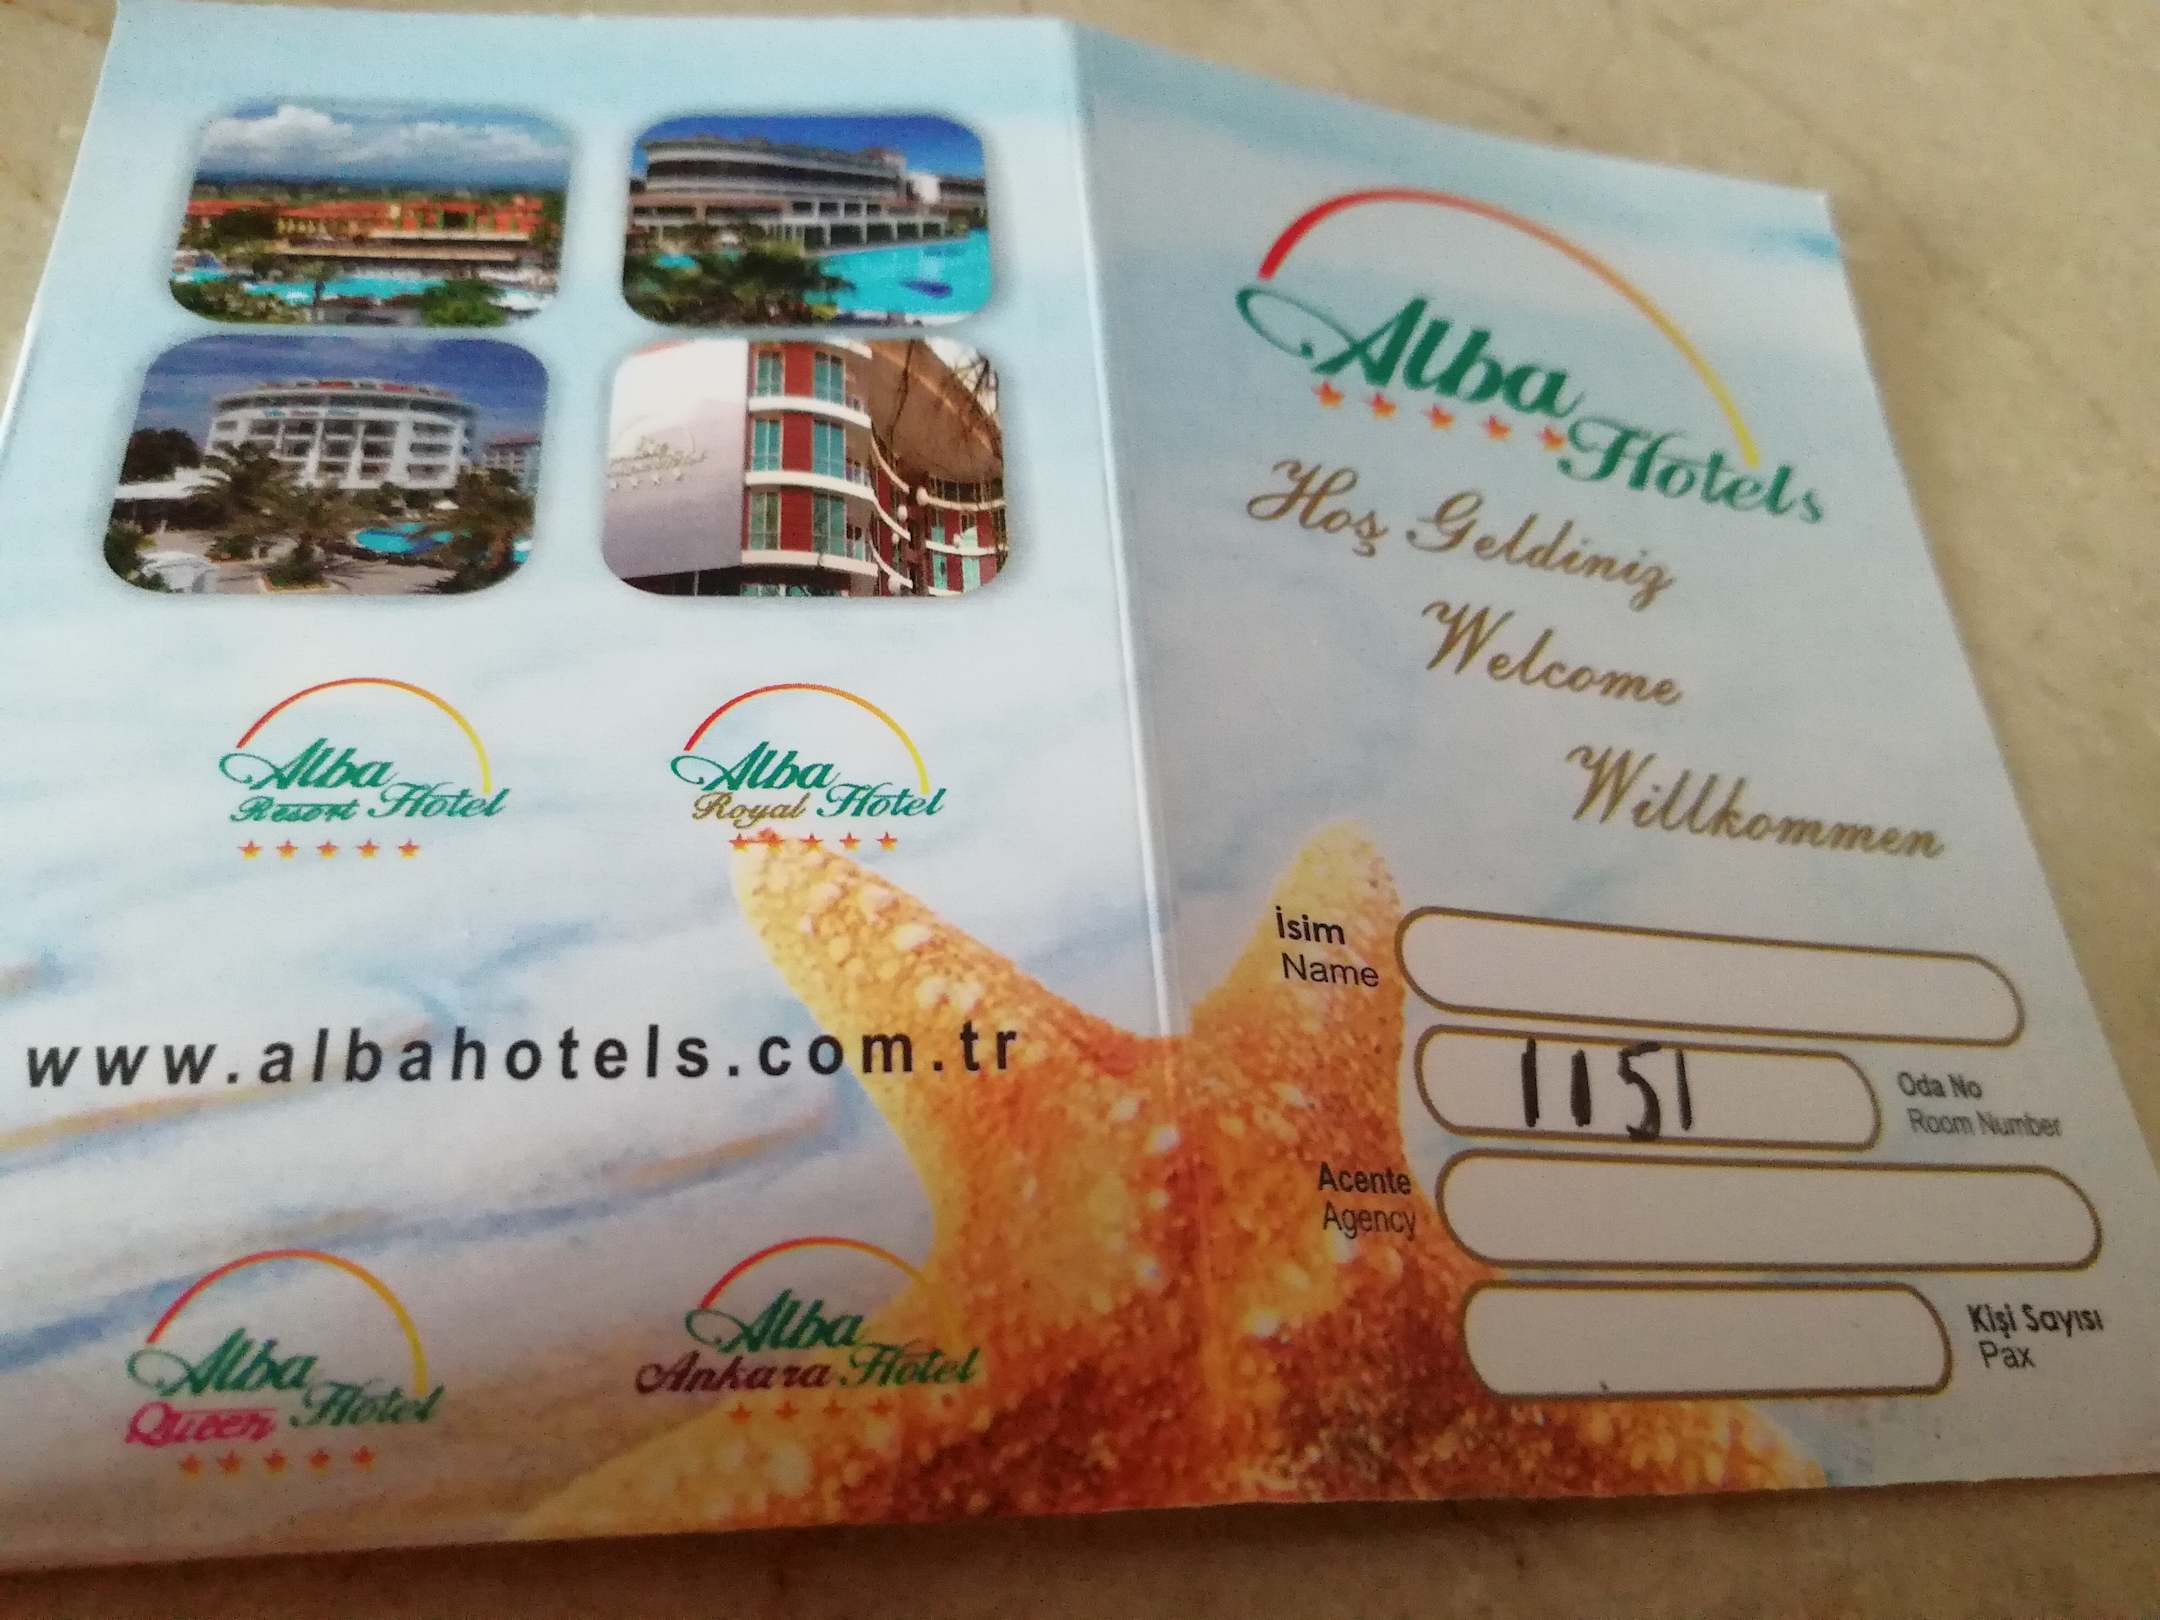 Alba
Resort Hotel
Alba
Royal Hotel
www.albahotels.com.tr
Alba
Queen Hotel
Alba
Ankara Hotel
Alba
Hotels
Hoş Geldiniz
Welcome
Willkommen
İsim
Name
1151
Oda No
Room Number
Acente
Agency
Kişi Sayısı
Pax